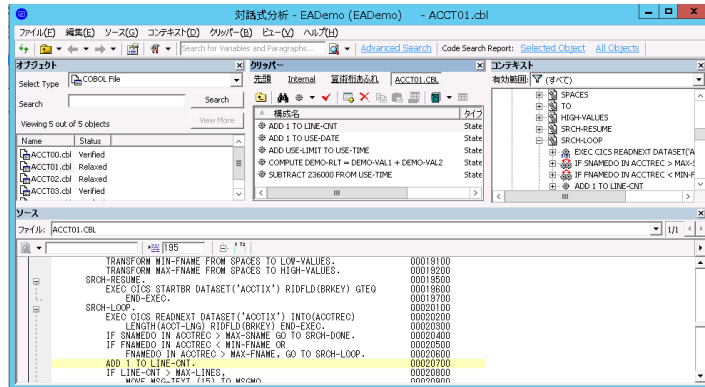 対話式分析 - EADemo (EADemo) - ACCT01.cbl
ファイル(F) 編集(E) ソース(G) コンテキスト(D) クリッパー(B) ビュー(V) ヘルプ(H)
Search for Variables and Paragraphs... Advanced Search Code Search Report: Selected Object All Objects
オブジェクト
Select Type COBOL File
Search Search
Viewing 5 out of 5 objects View More
Name Status
ACCT00.cbl Verified
ACCT01.cbl Relaxed
ACCT02.cbl Relaxed
ACCT03.cbl Verified
クリッパー
先頭 Internal 算術桁あふれ ACCT01.CBL
構成名 タイプ
ADD 1 TO LINE-CNT State
ADD 1 TO USE-DATE State
ADD USE-LIMIT TO USE-TIME State
COMPUTE DEMO-RLT = DEMO-VAL1 + DEMO-VAL2 State
SUBTRACT 236000 FROM USE-TIME State
コンテキスト
有効範囲: (すべて)
SPACES
TO
HIGH-VALUES
SRCH-RESUME
SRCH-LOOP
EXEC CICS READNEXT DATASET('A
IF SNAMEDO IN ACCTREC > MAX-S
IF FNAMEDO IN ACCTREC < MIN-F
ADD 1 TO LINE-CNT
ソース
ファイル: ACCT01.CBL 1/1
195
TRANSFORM MIN-FNAME FROM SPACES TO LOW-VALUES. 00019100
TRANSFORM MAX-FNAME FROM SPACES TO HIGH-VALUES. 00019200
SRCH-RESUME. 00019500
EXEC CICS STARTBR DATASET('ACCTIX') RIDFLD(BRKEY) GTEQ 00019600
END-EXEC. 00019700
SRCH-LOOP. 00020100
EXEC CICS READNEXT DATASET('ACCTIX') INTO(ACCTREC) 00020200
LENGTH(ACCT-LNG) RIDFLD(BRKEY) END-EXEC. 00020300
IF SNAMEDO IN ACCTREC > MAX-SNAME GO TO SRCH-DONE. 00020400
IF FNAMEDO IN ACCTREC < MIN-FNAME OR 00020500
FNAMEDO IN ACCTREC > MAX-FNAME, GO TO SRCH-LOOP. 00020600
ADD 1 TO LINE-CNT. 00020700
IF LINE-CNT > MAX-LINES, 00020800
MOVE MSG-TEXT (15) TO MSGMO 00020900